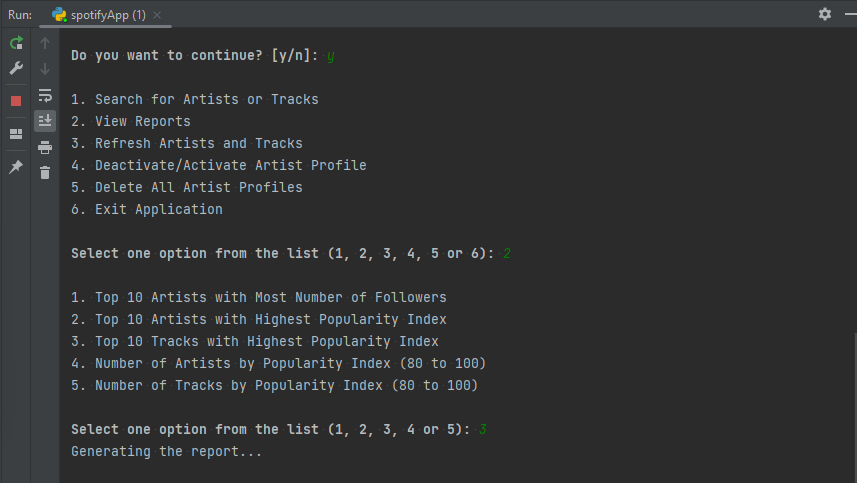 Run: spotifyApp (1)
Do you want to continue? [y/n]: y
1. Search for Artists or Tracks
2. View Reports
3. Refresh Artists and Tracks
4. Deactivate/Activate Artist Profile
5. Delete All Artist Profiles
6. Exit Application
Select one option from the list (1, 2, 3, 4, 5 or 6): 2
1. Top 10 Artists with Most Number of Followers
2. Top 10 Artists with Highest Popularity Index
3. Top 10 Tracks with Highest Popularity Index
4. Number of Artists by Popularity Index (80 to 100)
5. Number of Tracks by Popularity Index (80 to 100)
Select one option from the list (1, 2, 3, 4 or 5): 3
Generating the report...